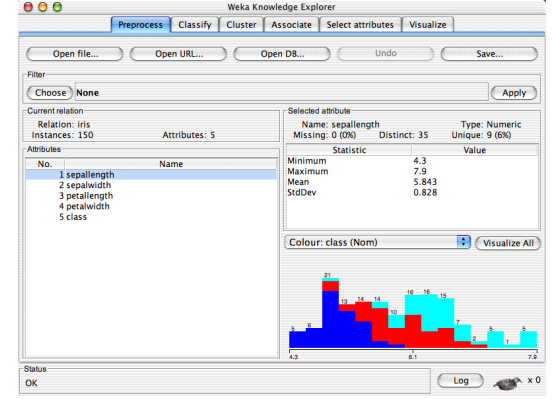 Weka Knowledge Explorer
Preprocess Classify Cluster Associate Select attributes Visualize
Open file... Open URL... Open DB... Undo Save...
Filter
Choose None Apply
Current relation
Relation: iris
Instances: 150 Attributes: 5
Selected attribute
Name: sepallength Type: Numeric
Missing: 0 (0%) Distinct: 35 Unique: 9 (6%)
Attributes
No. Name
1 sepallength
2 sepalwidth
3 petallength
4 petalwidth
5 class
Statistic Value
Minimum 4.3
Maximum 7.9
Mean 5.843
StdDev 0.828
Colour: class (Nom) Visualize All
5 6 21 13 14 14 10 16 16 15 7 2 5 1 5
4.3 6.1 7.9
Status
OK Log x 0